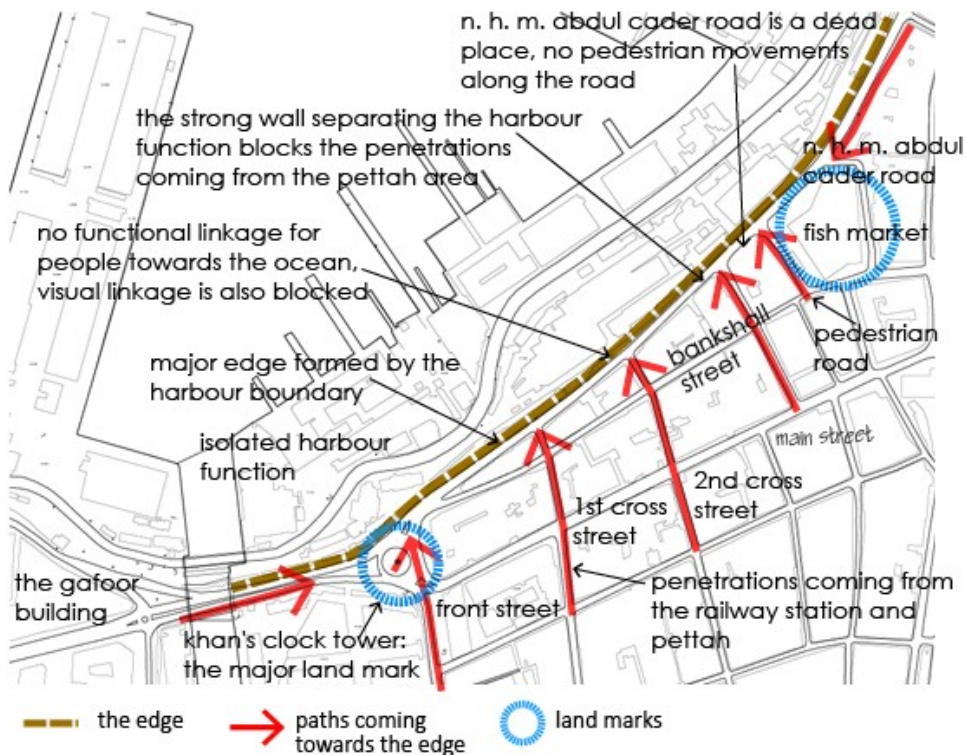 n. h. m. abdul cader road is a dead
place, no pedestrian movements
along the road
the strong wall separating the harbour
function blocks the penetrations
coming from the pettah area
n. h. m. abdul
cader road
no functional linkage for
people towards the ocean,
visual linkage is also blocked
fish market
pedestrian
road
bankshall
street
major edge formed by the
harbour boundary
isolated harbour
function
main street
2nd cross
street
1st cross
street
the gafoor
building
front street
penetrations coming from
the railway station and
pettah
khan's clock tower:
the major land mark
the edge
paths coming
towards the edge
land marks